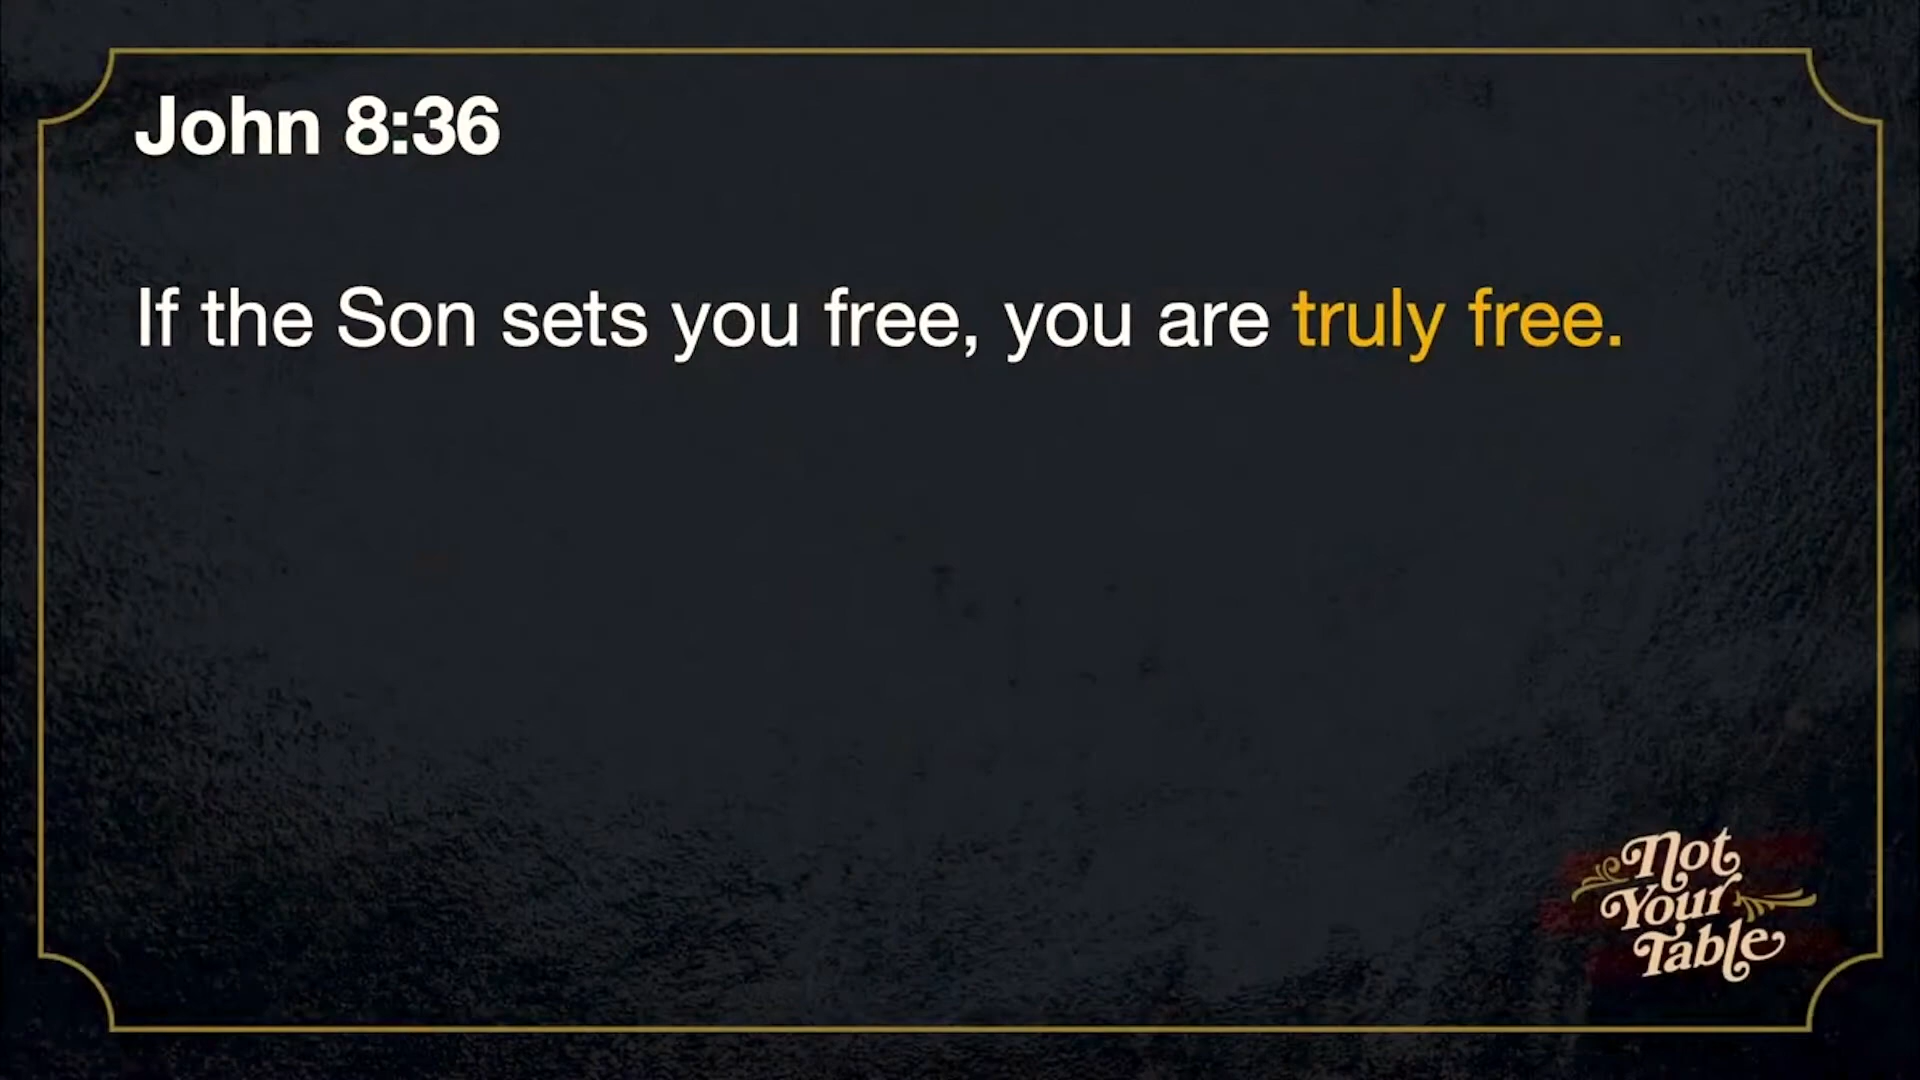 John 8:36
If the Son sets you free, you are truly free.
Not
Your
Table